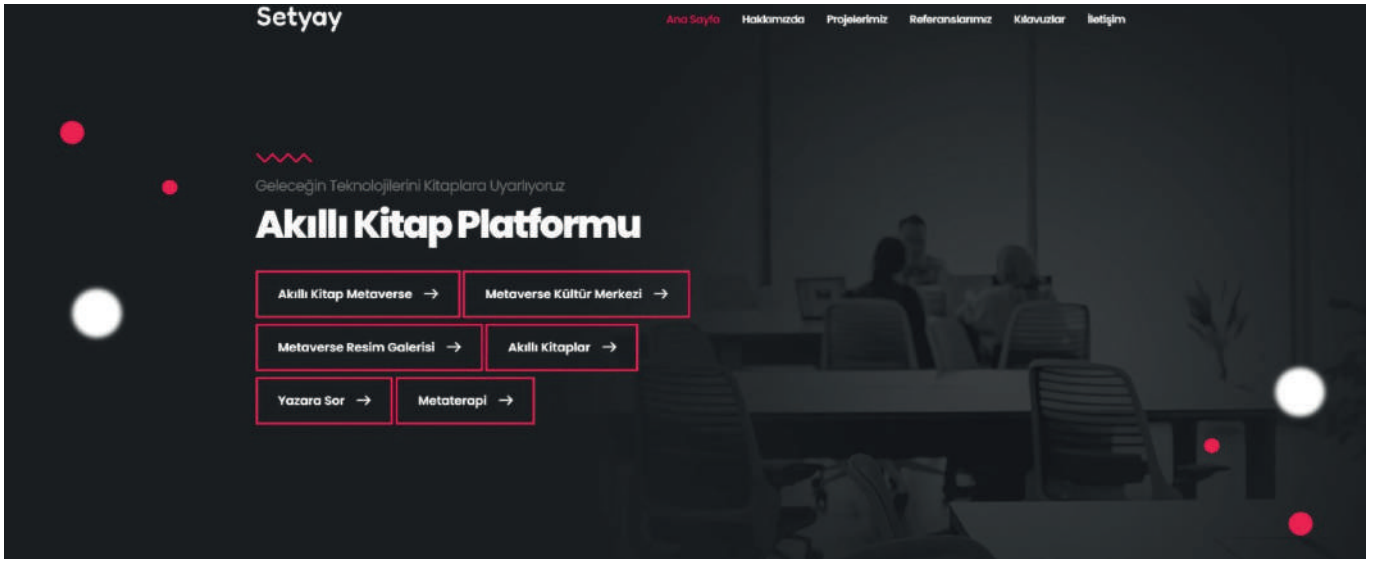 Setyay
Ana Sayfa Hakkımızda Projelerimiz Referanslarımız Kılavuzlar İletişim
Geleceğin Teknolojilerini Kitaplara Uyarlıyoruz
Akıllı Kitap Platformu
Akıllı Kitap Metaverse → Metaverse Kültür Merkezi →
Metaverse Resim Galerisi → Akıllı Kitaplar →
Yazara Sor → Metaterapi →